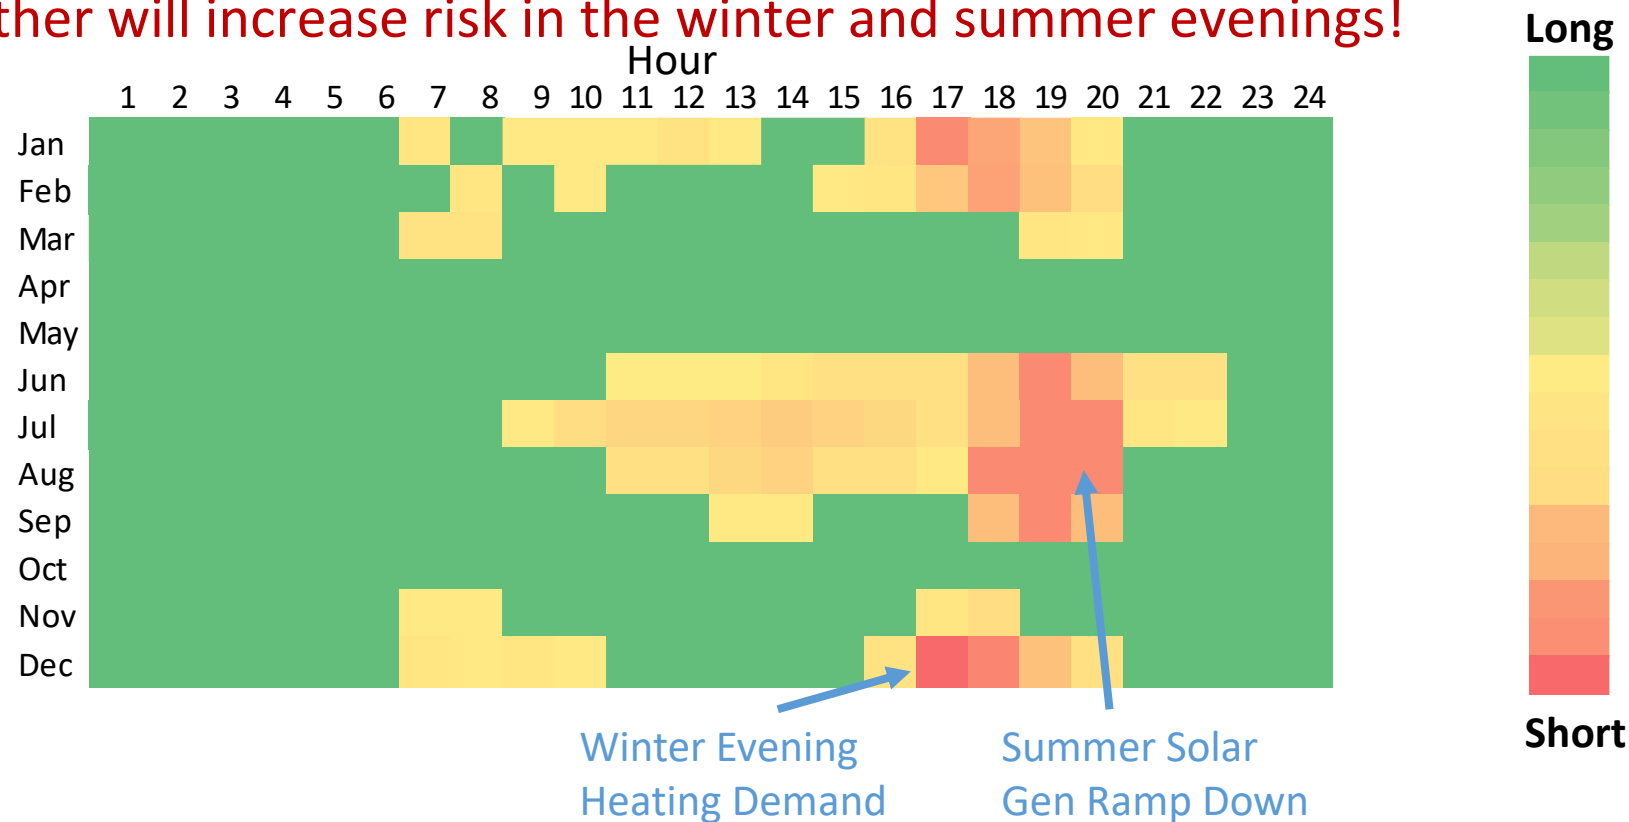 ther will increase risk in the winter and summer evenings!
Long
Hour
1 2 3 4 5 6 7 8 9 10 11 12 13 14 15 16 17 18 19 20 21 22 23 24
Jan
Feb
Mar
Apr
May
Jun
Jul
Aug
Sep
Oct
Nov
Dec
Short
Winter Evening
Heating Demand
Summer Solar
Gen Ramp Down